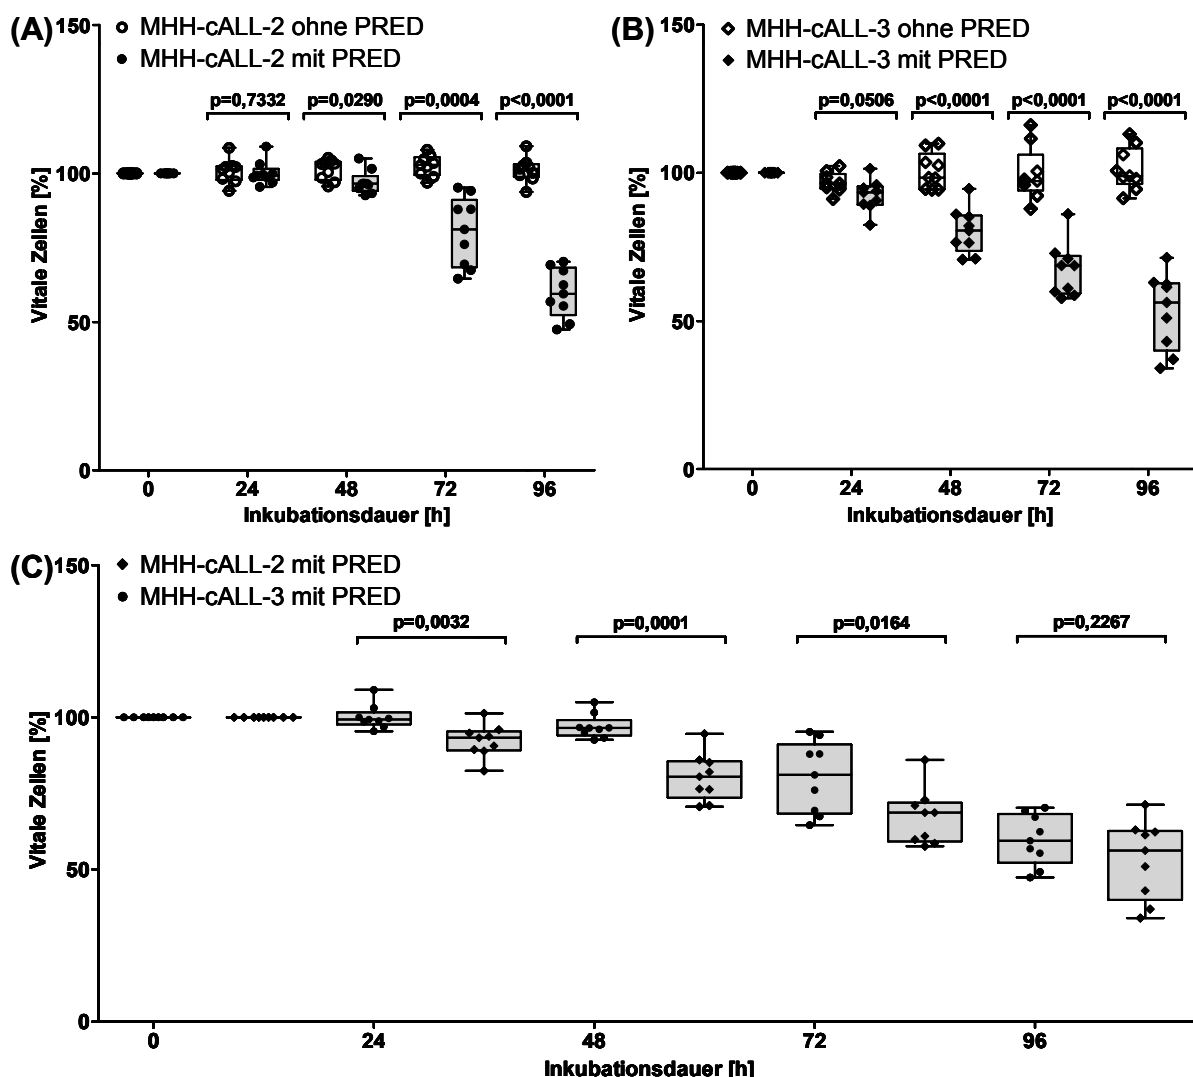 (A)
MHH-cALL-2 ohne PRED
MHH-cALL-2 mit PRED
150
100
50
0
Vitale Zellen [%]
p=0,7332
p=0,0290
p=0,0004
p<0,0001
0
24
48
72
96
Inkubationsdauer [h]
(B)
MHH-cALL-3 ohne PRED
MHH-cALL-3 mit PRED
150
100
50
0
Vitale Zellen [%]
p=0,0506
p<0,0001
p<0,0001
p<0,0001
0
24
48
72
96
Inkubationsdauer [h]
(C)
MHH-cALL-2 mit PRED
MHH-cALL-3 mit PRED
150
100
50
0
Vitale Zellen [%]
p=0,0032
p=0,0001
p=0,0164
p=0,2267
0
24
48
72
96
Inkubationsdauer [h]